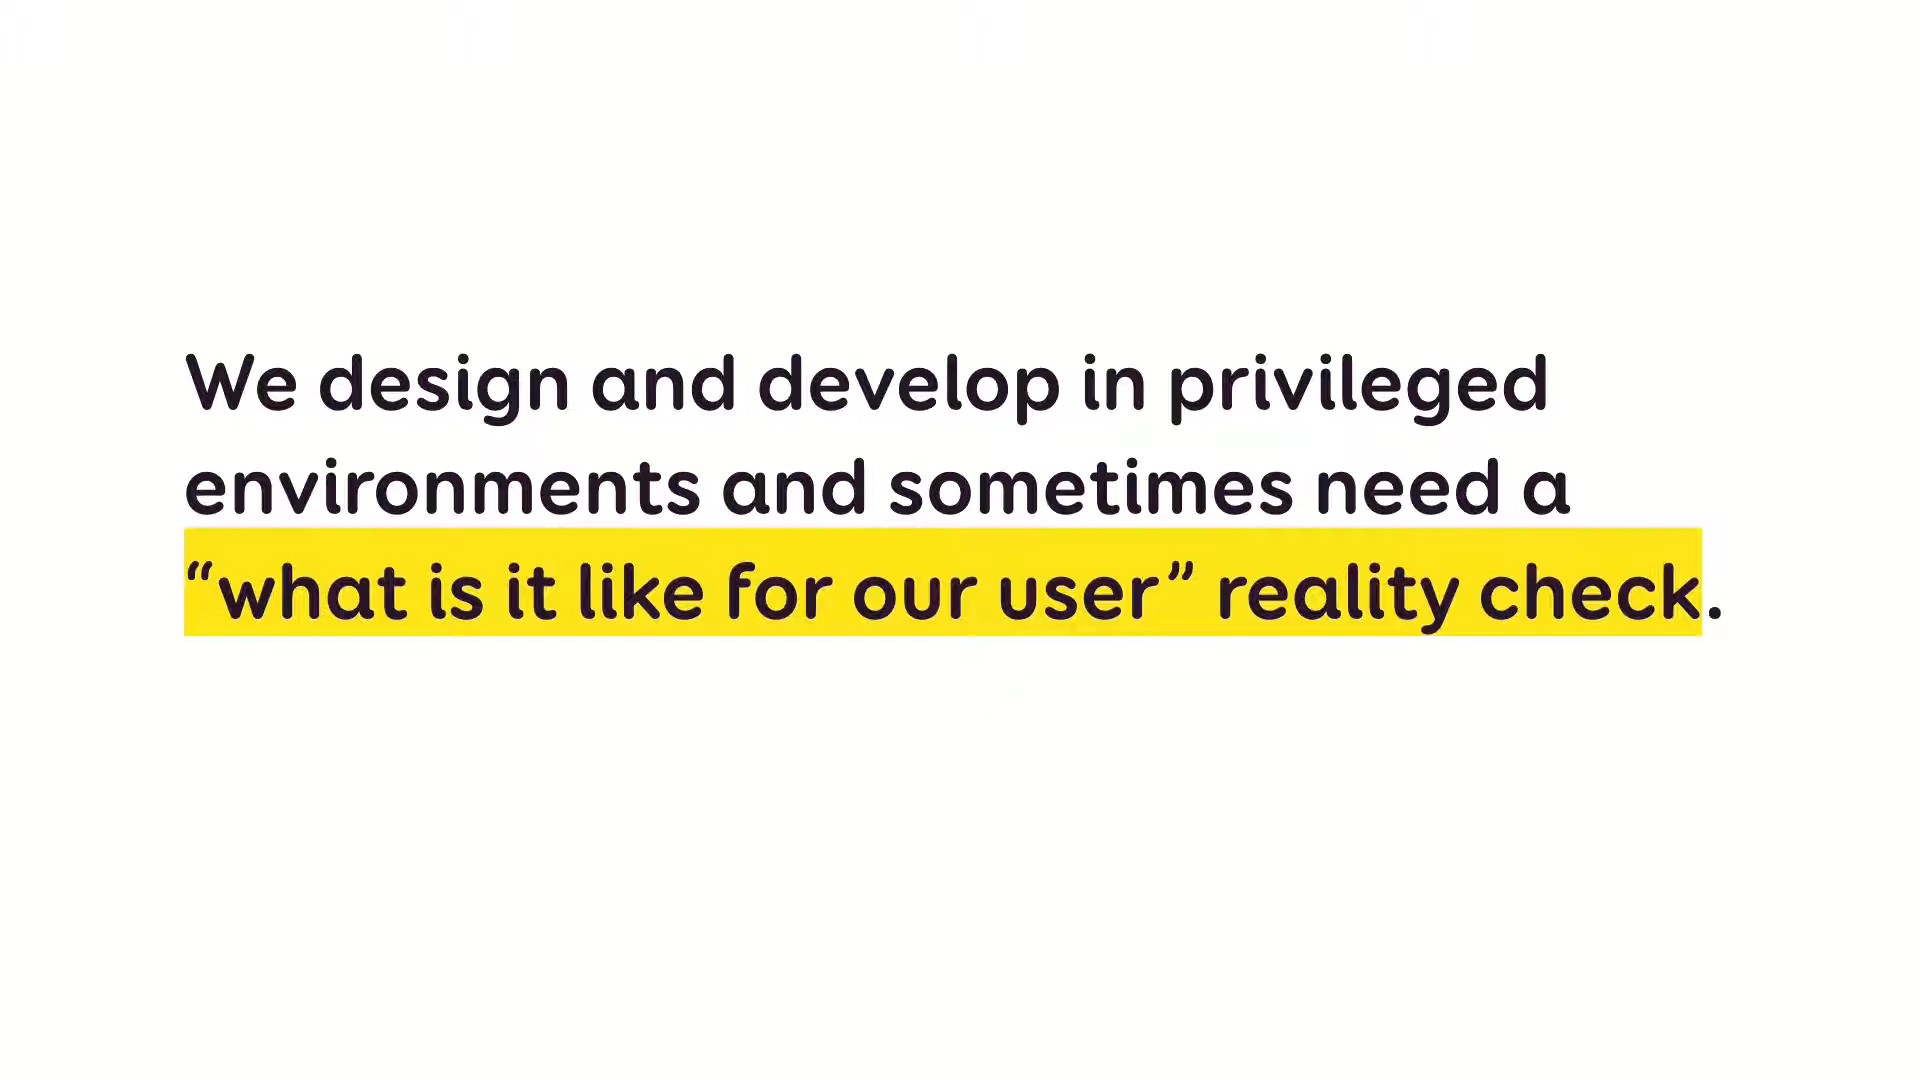 We design and develop in privileged
environments and sometimes need a
“what is it like for our user” reality check.